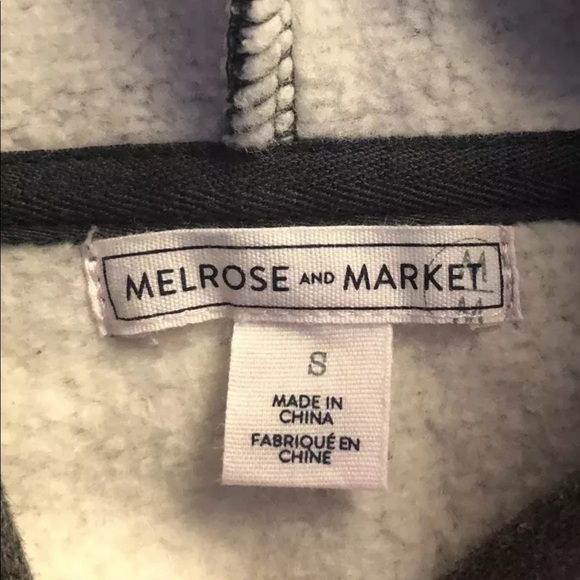 MELROSE AND MARKET
M
M
S
MADE IN
CHINA
FABRIQUÉ EN
CHINE